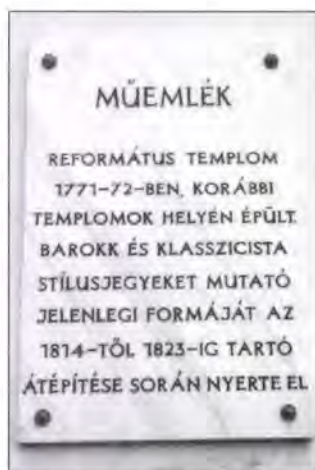 MŰEMLÉK
REFORMÁTUS TEMPLOM
1771-72-BEN, KORÁBBI
TEMPLOMOK HELYÉN ÉPÜLT.
BAROKK ÉS KLASSZICISTA
STÍLUSJEGYEKET MUTATÓ
JELENLEGI FORMÁJÁT AZ
1814-TŐL 1823-IG TARTÓ
ÁTÉPÍTÉSE SORÁN NYERTE EL